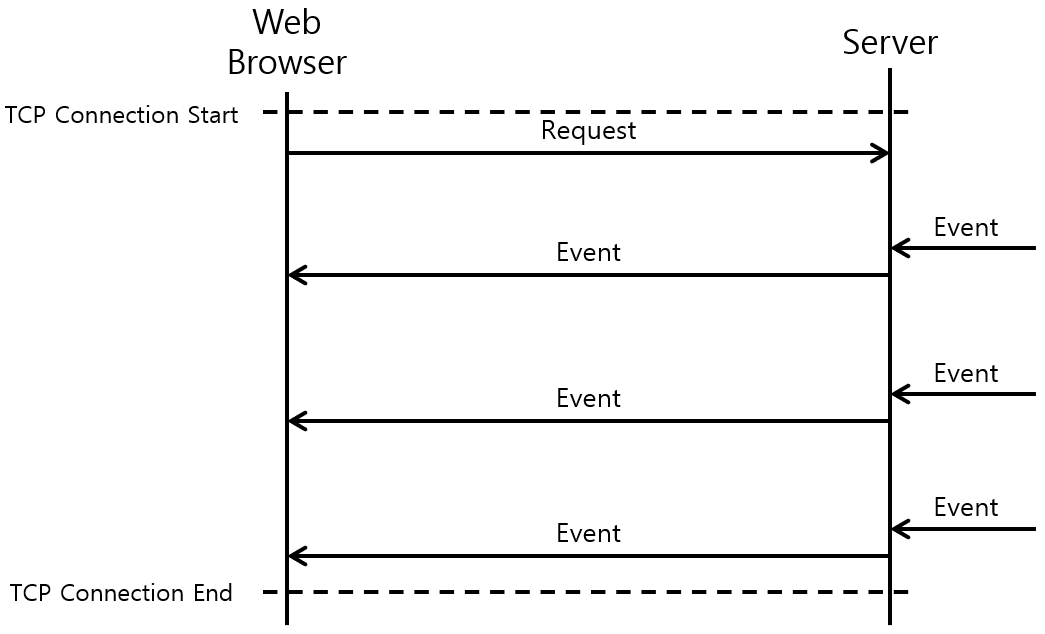 Web
Browser
Server
TCP Connection Start
Request
Event
Event
Event
Event
Event
Event
TCP Connection End